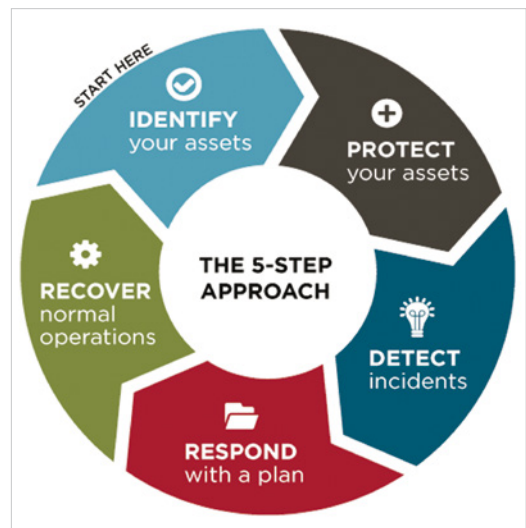 START HERE
IDENTIFY
your assets
PROTECT
your assets
DETECT
incidents
RESPOND
with a plan
RECOVER
normal
operations
THE 5-STEP
APPROACH